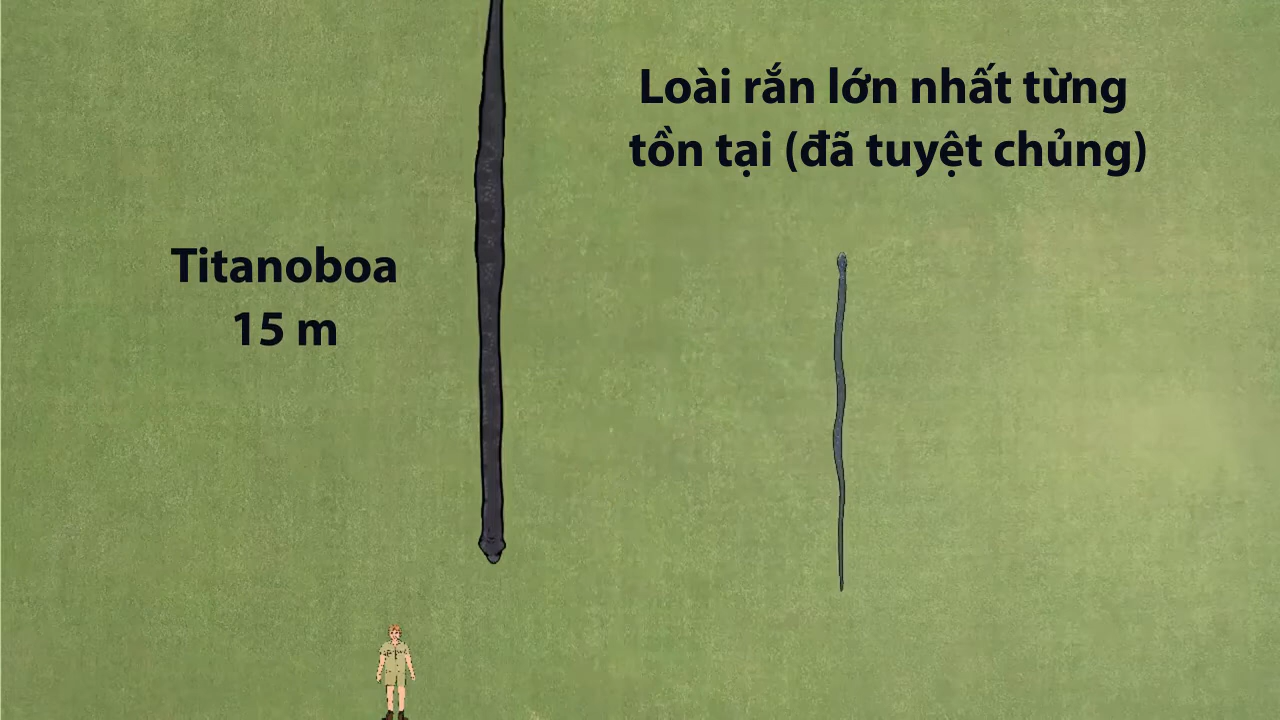 Loài rắn lớn nhất từng
tồn tại (đã tuyệt chủng)
Titanoboa
15 m